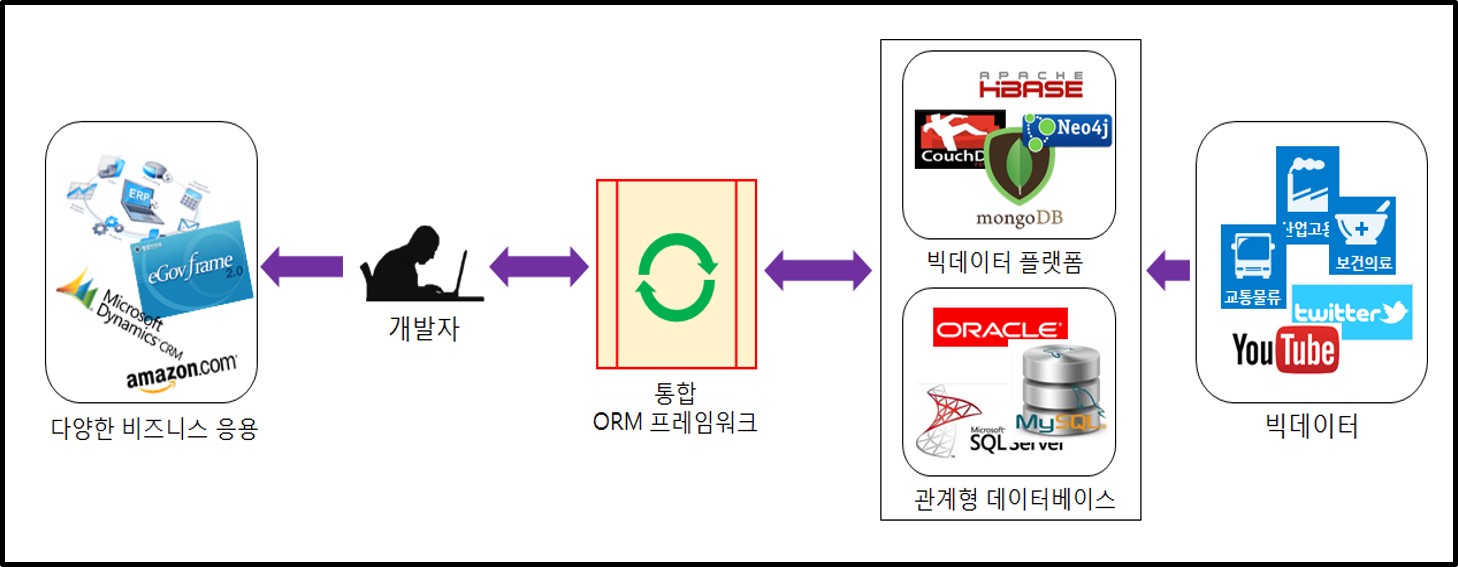 ERP
eGovframe
2.0
Microsoft
Dynamics CRM
amazon.com
다양한 비즈니스 응용
개발자
통합
ORM 프레임워크
APACHE
HBASE
CouchD
Neo4j
mongoDB
빅데이터 플랫폼
ORACLE
Microsoft
SQL Server
MySQL
관계형 데이터베이스
산업고용
보건의료
교통물류
twitter
YouTube
빅데이터